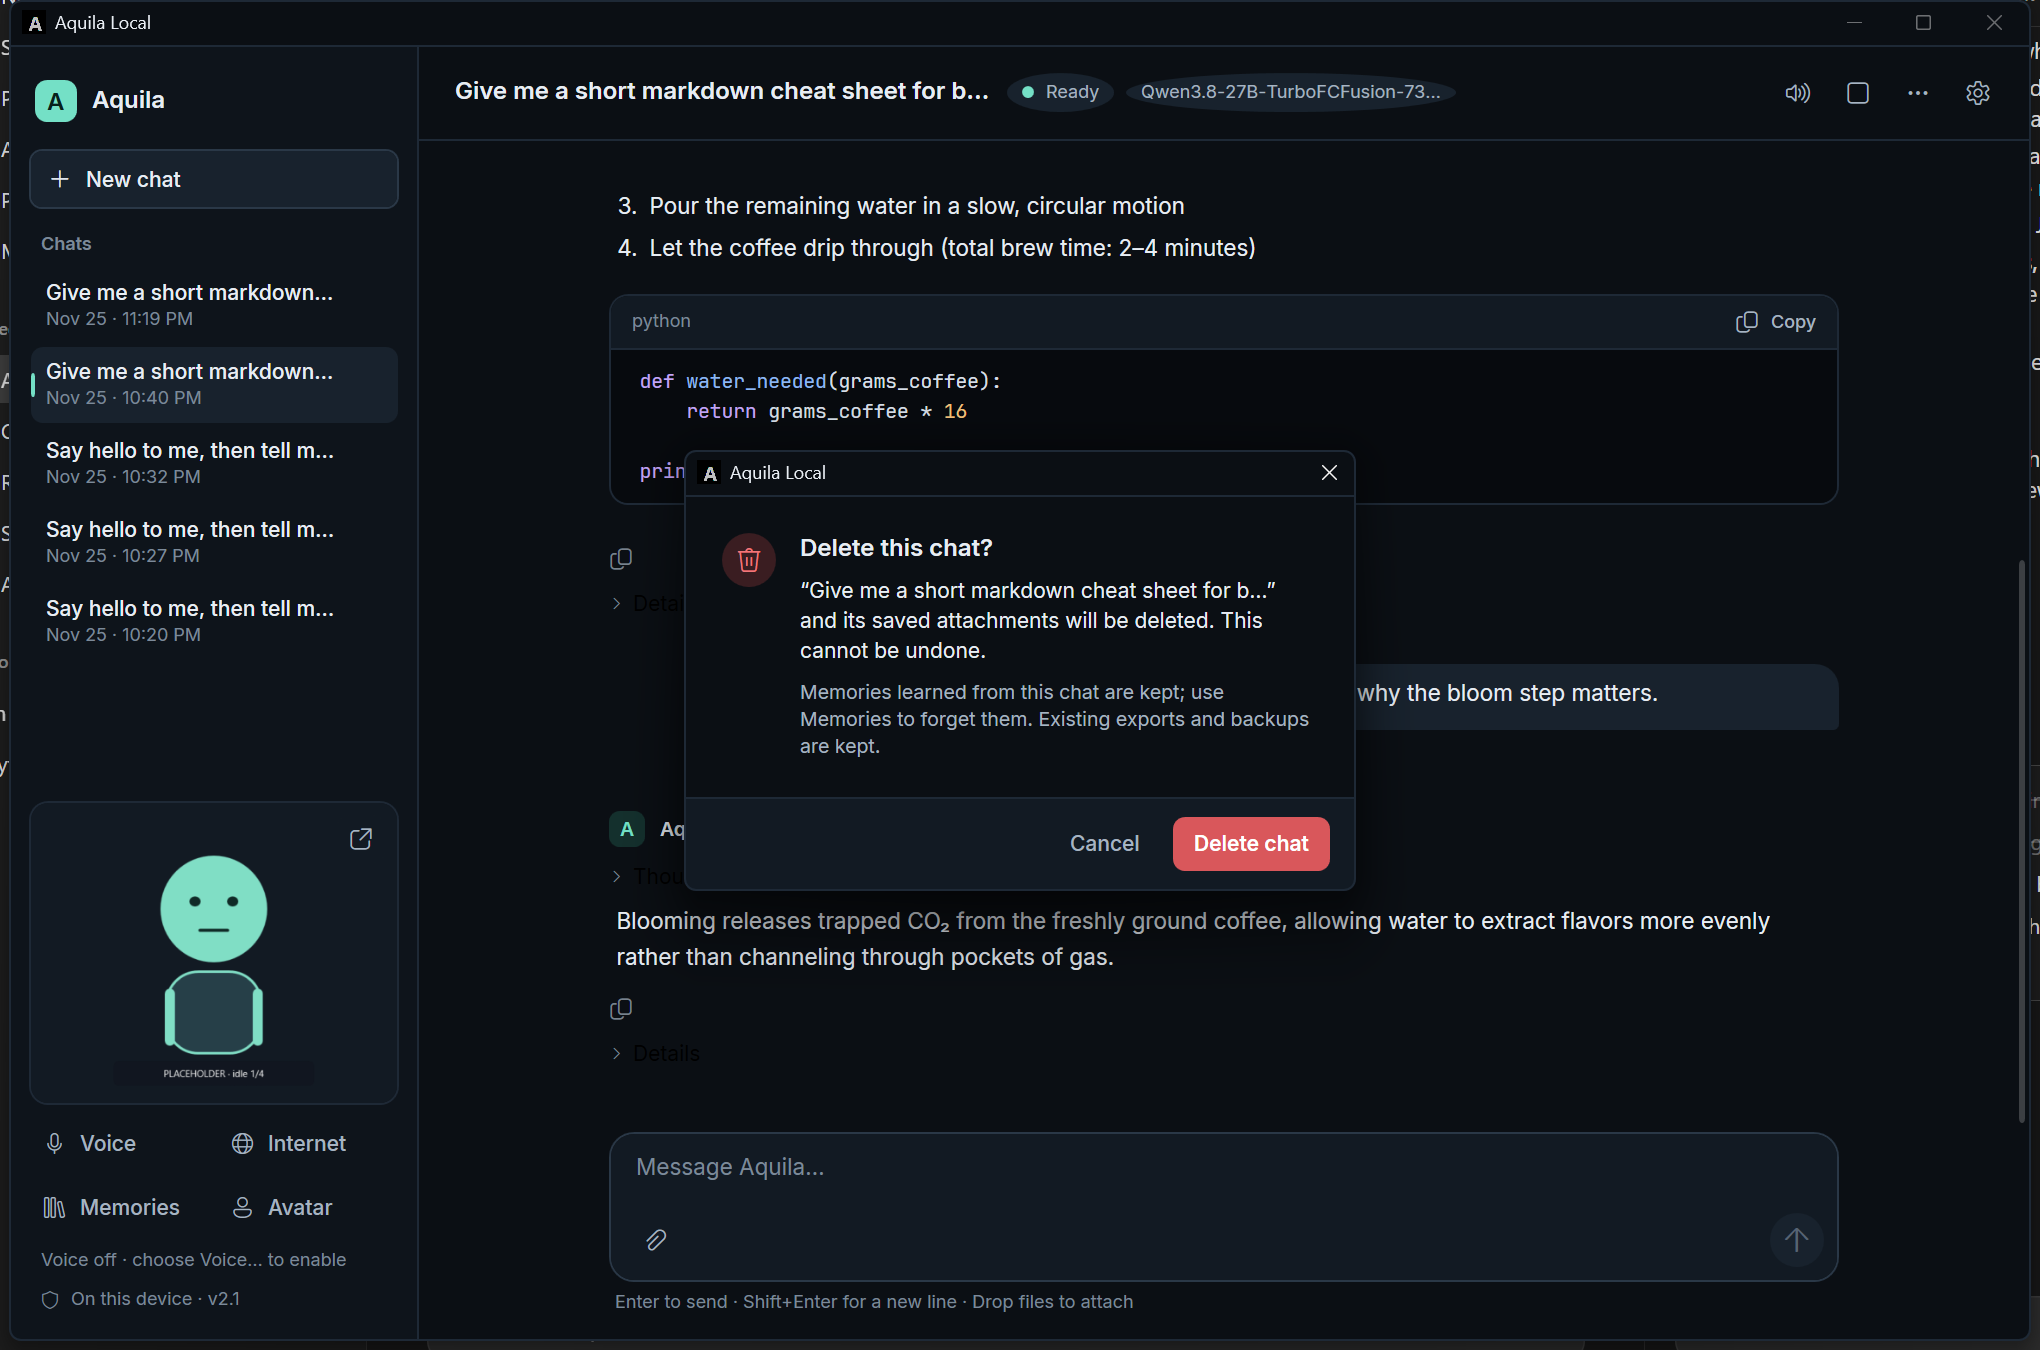 Aquila Local
A Aquila
New chat
Chats
Give me a short markdown...
Nov 25 · 11:19 PM
Give me a short markdown...
Nov 25 · 10:40 PM
Say hello to me, then tell m...
Nov 25 · 10:32 PM
Say hello to me, then tell m...
Nov 25 · 10:27 PM
Say hello to me, then tell m...
Nov 25 · 10:20 PM
PLACEHOLDER - idle 1/4
Voice
Internet
Memories
Avatar
Voice off · choose Voice... to enable
On this device · v2.1
Give me a short markdown cheat sheet for b...
Ready
Qwen3.8-27B-TurboFCFusion-73...
3. Pour the remaining water in a slow, circular motion
4. Let the coffee drip through (total brew time: 2–4 minutes)
python
Copy
def water_needed(grams_coffee):
    return grams_coffee * 16
prin
Detai
A Aquila Local
Delete this chat?
“Give me a short markdown cheat sheet for b...”
and its saved attachments will be deleted. This
cannot be undone.
Memories learned from this chat are kept; use
Memories to forget them. Existing exports and backups
are kept.
Cancel
Delete chat
why the bloom step matters.
A Aq
Thou
Blooming releases trapped CO₂ from the freshly ground coffee, allowing water to extract flavors more evenly
rather than channeling through pockets of gas.
Details
Message Aquila...
Enter to send · Shift+Enter for a new line · Drop files to attach